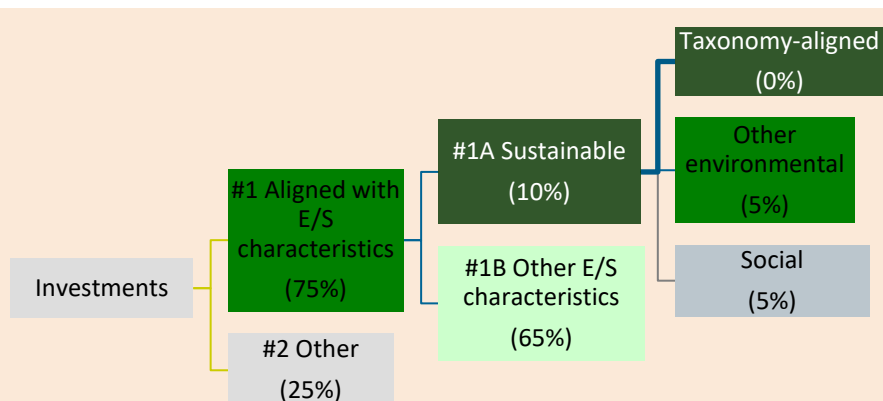 Investments
#1 Aligned with
E/S
characteristics
(75%)
#2 Other
(25%)
#1A Sustainable
(10%)
#1B Other E/S
characteristics
(65%)
Taxonomy-aligned
(0%)
Other
environmental
(5%)
Social
(5%)